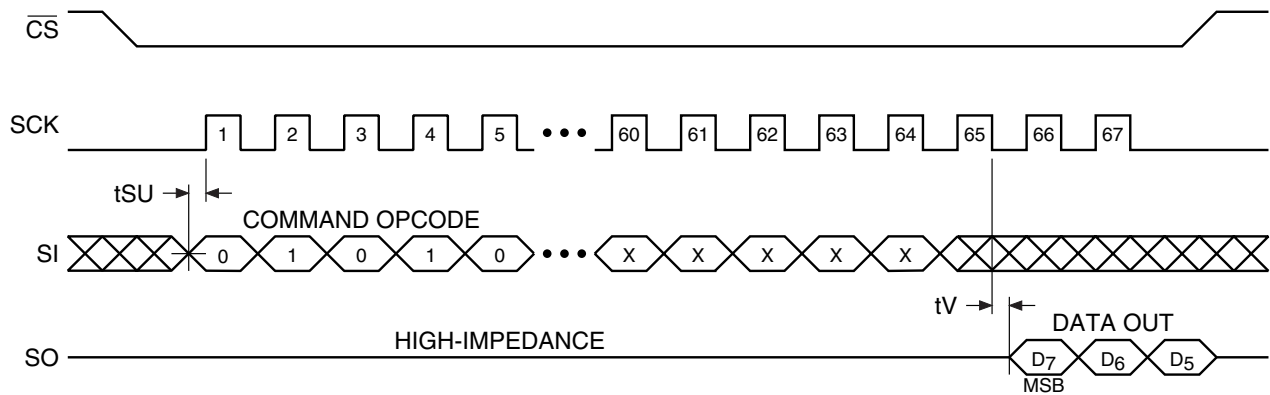 CS
SCK 1 2 3 4 5 ••• 60 61 62 63 64 65 66 67
tSU
COMMAND OPCODE
SI 0 1 0 1 0 ••• X X X X X
tV
DATA OUT
HIGH-IMPEDANCE
SO D7 D6 D5
MSB